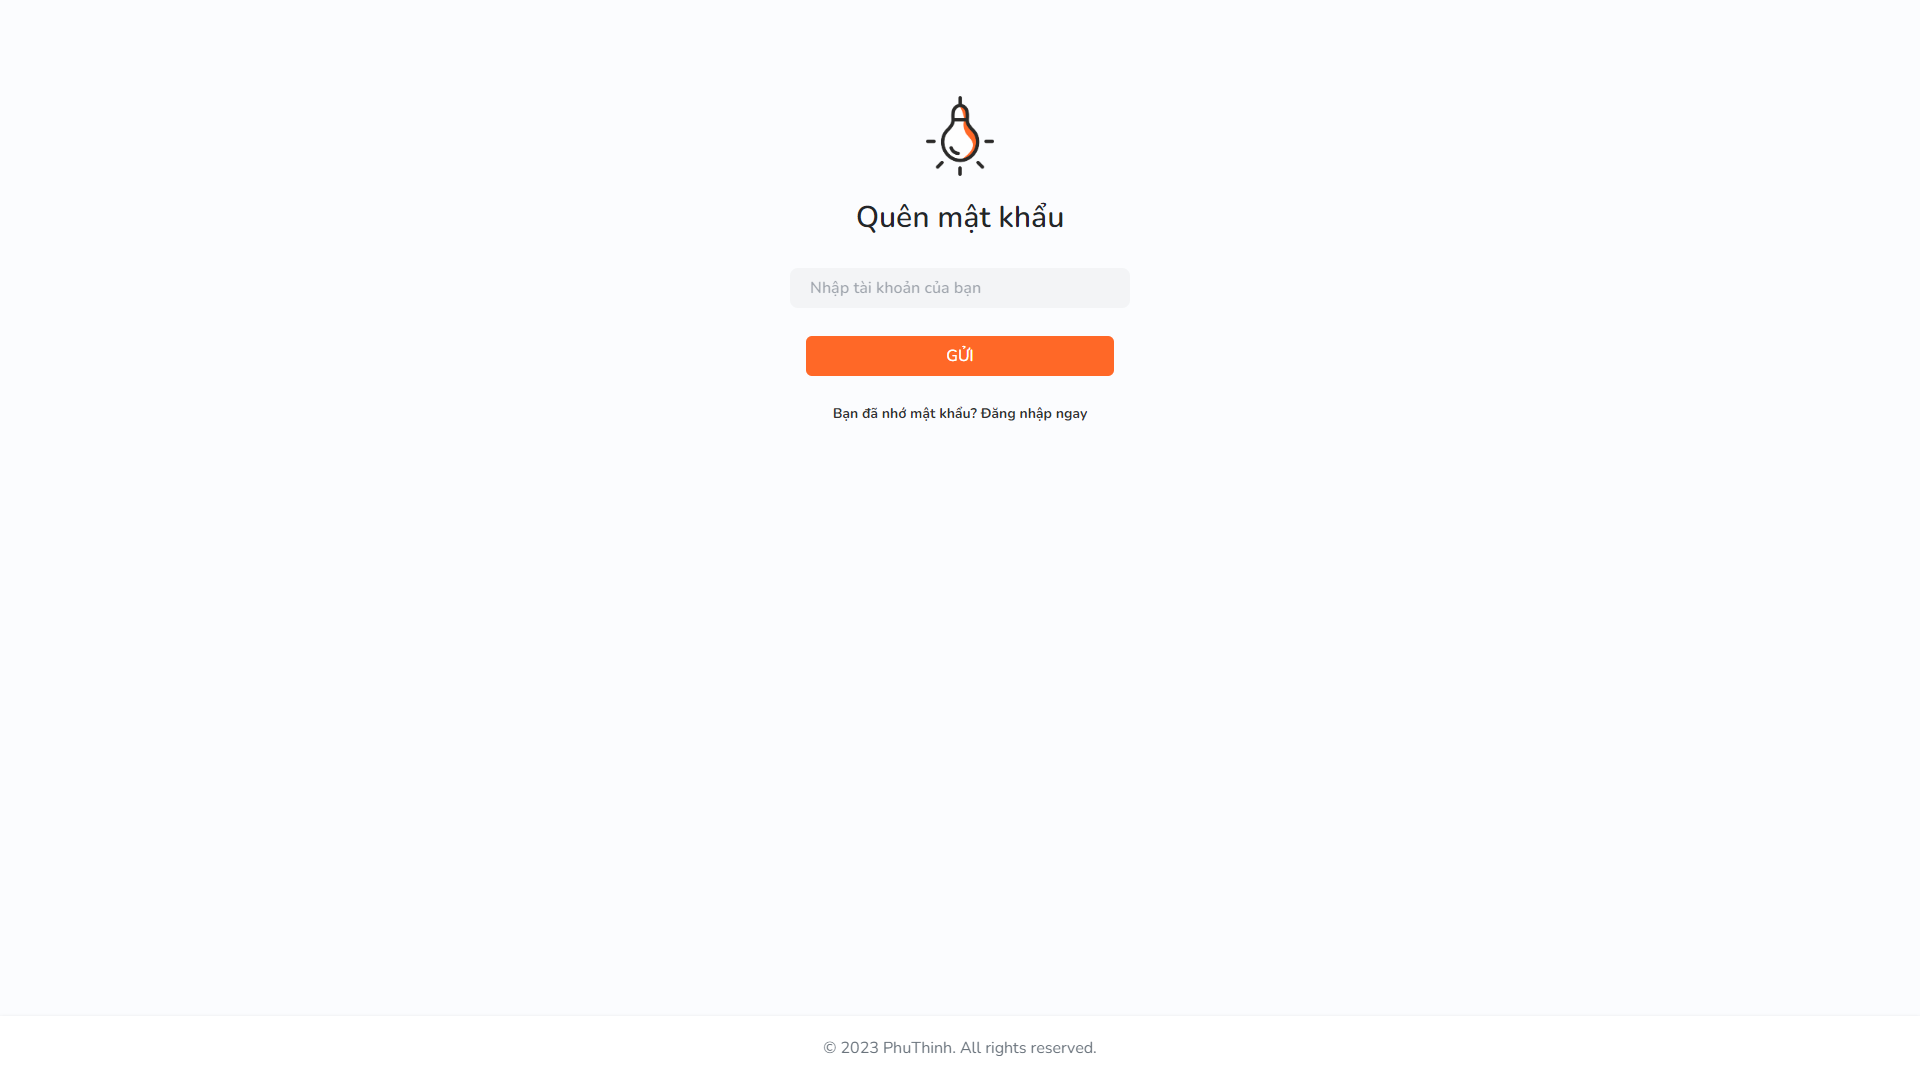 Quên mật khẩu
Nhập tài khoản của bạn
GỬI
Bạn đã nhớ mật khẩu? Đăng nhập ngay
© 2023 PhuThinh. All rights reserved.